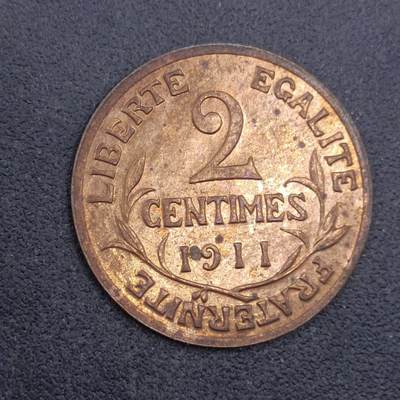 LIBERTE EGALITE
2
CENTIMES
1911
FRATERNITE